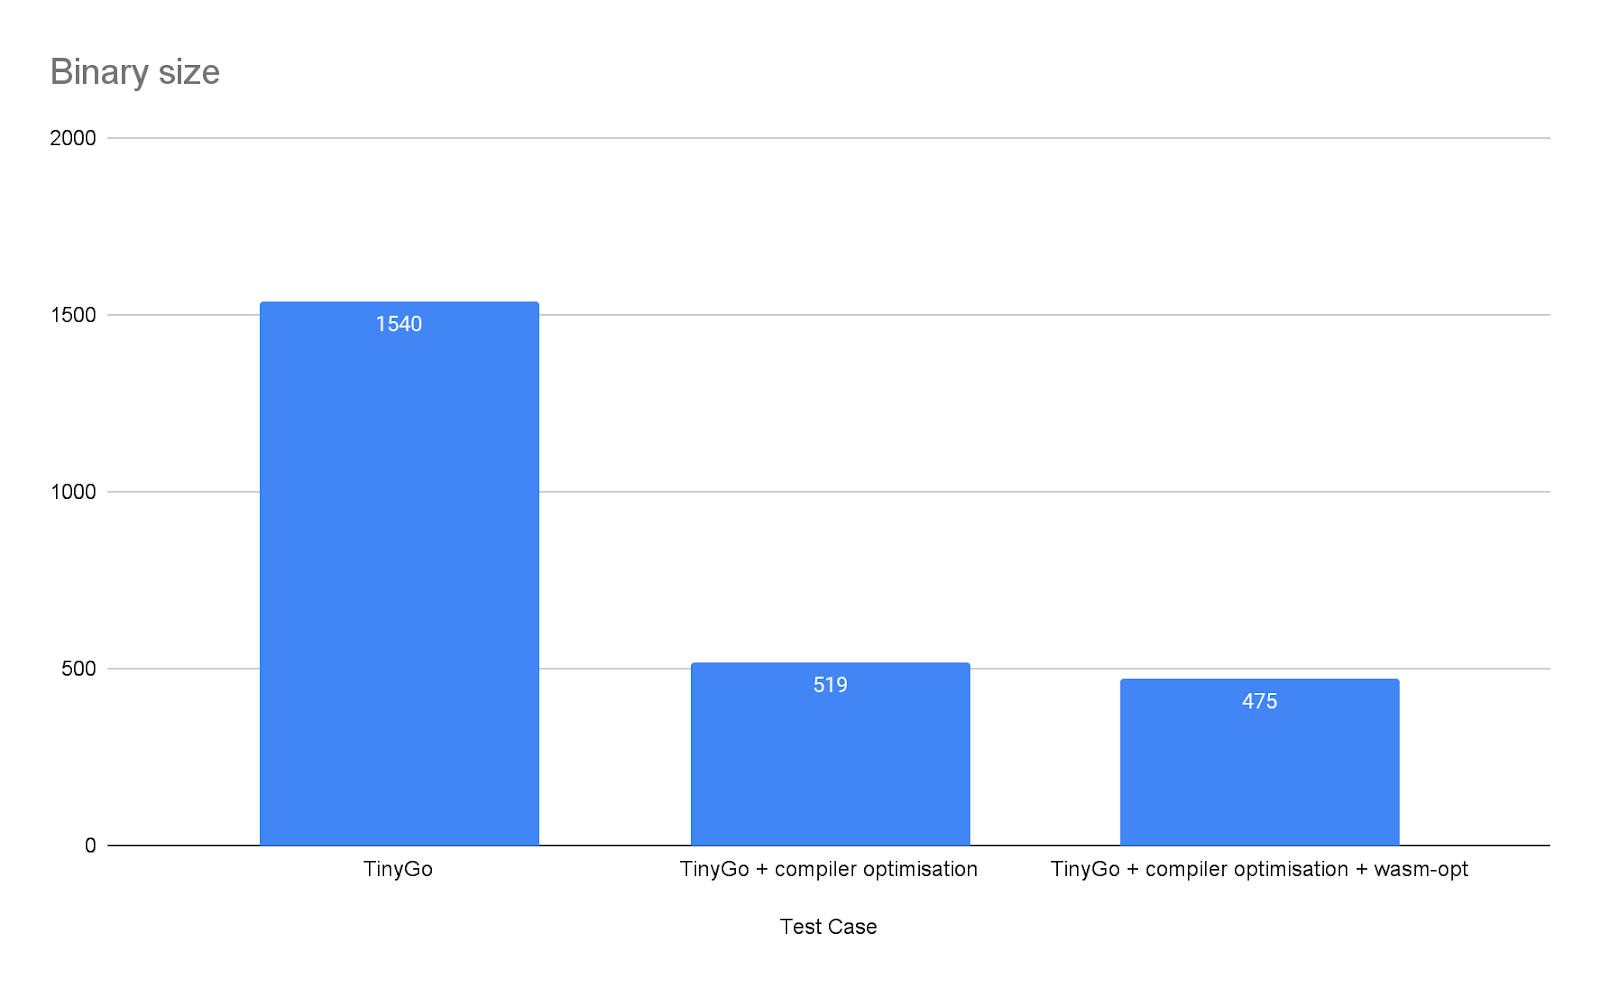 Binary size
2000
1500
1000
500
0
1540
519
475
TinyGo
TinyGo + compiler optimisation
TinyGo + compiler optimisation + wasm-opt
Test Case